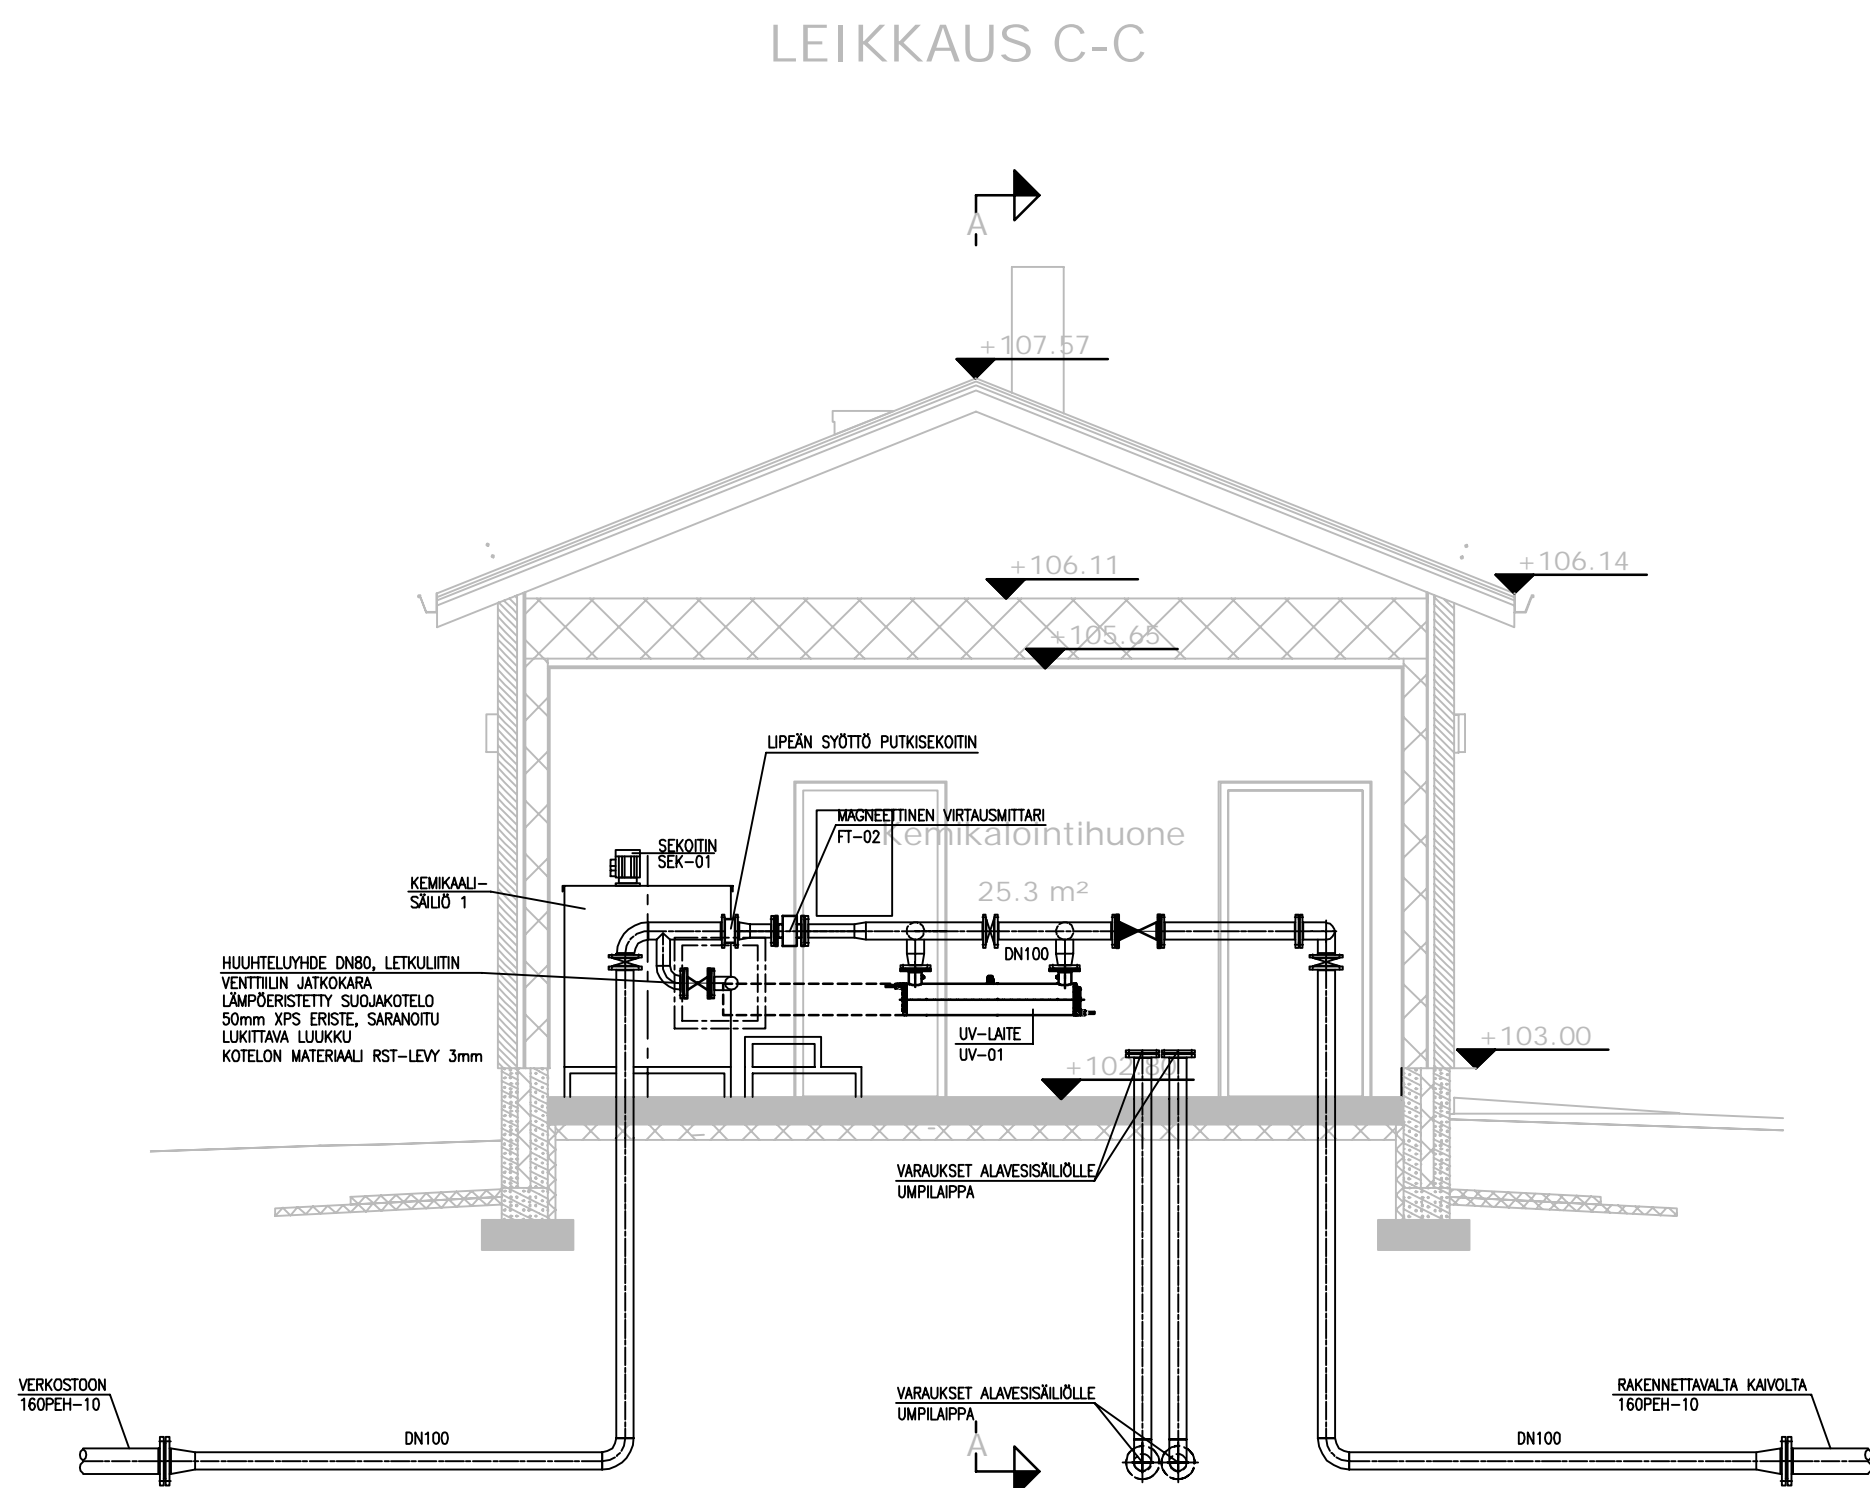 LEIKKAUS C-C
A
+107.57
+106.11
+106.14
+105.65
LIPEÄN SYÖTTÖ PUTKISEKOITIN
MAGNEETTINEN VIRTAUSMITTARI
FT-02
Kemikalointihuone
25.3 m²
SEKOITIN
SEK-01
KEMIKAALI-
SÄILIÖ 1
DN100
HUUHTELUYHDE DN80, LETKULIITIN
VENTTIILIN JATKOKARA
LÄMPÖERISTETTY SUOJAKOTELO
50mm XPS ERISTE, SARANOITU
LUKITTAVA LUUKKU
KOTELON MATERIAALI RST-LEVY 3mm
UV-LAITE
UV-01
+103.00
+102.80
VARAUKSET ALAVESISÄILIÖLLE
UMPILAIPPA
VERKOSTOON
160PEH-10
DN100
VARAUKSET ALAVESISÄILIÖLLE
UMPILAIPPA
A
RAKENNETTAVALTA KAIVOLTA
160PEH-10
DN100